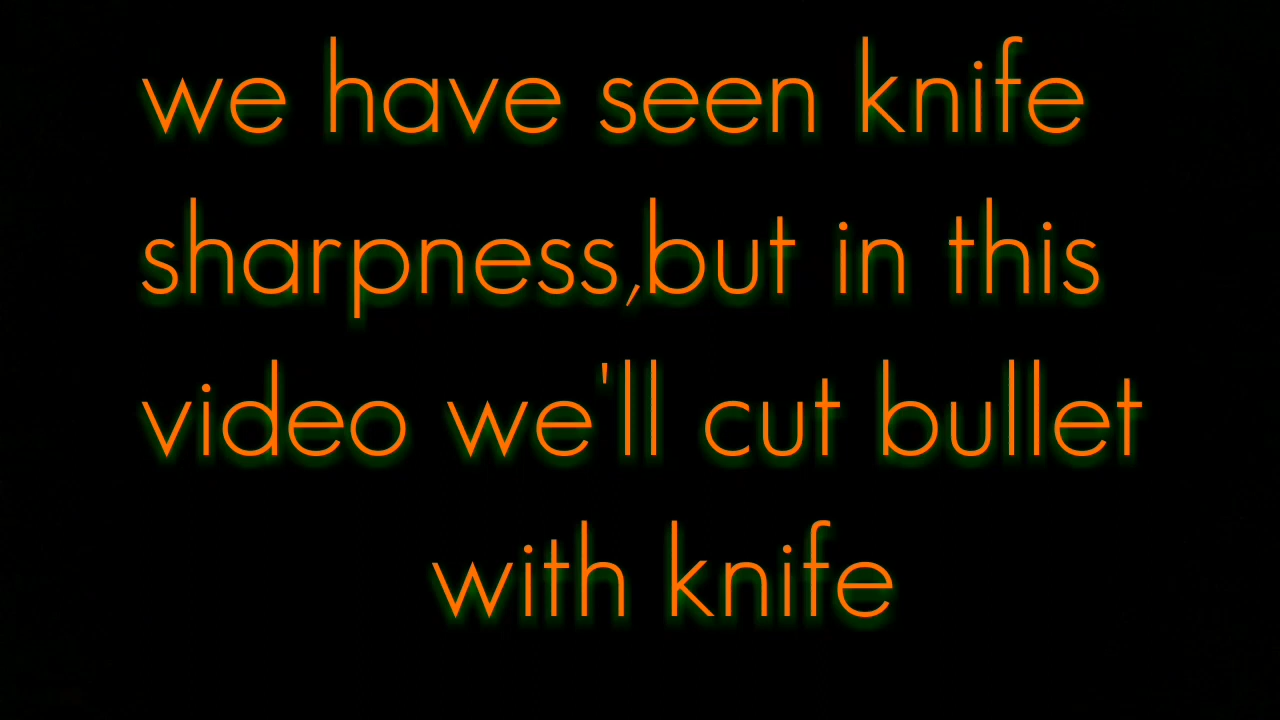 we have seen knife
sharpness,but in this
video we'll cut bullet
with knife